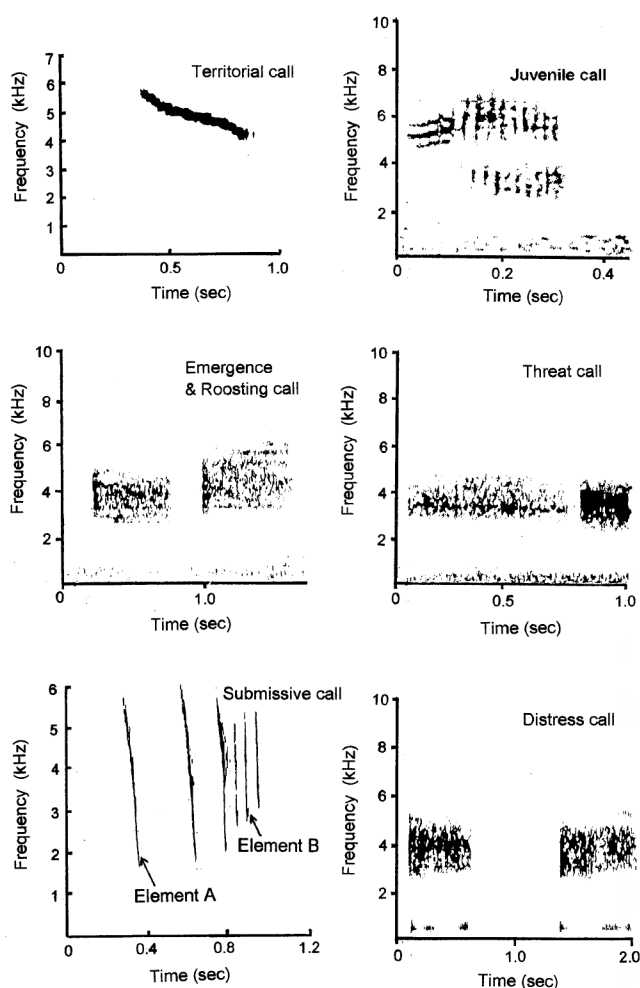 Territorial call
Frequency (kHz)
7
6
5
4
3
2
1
0
0.5
1.0
Time (sec)
Juvenile call
Frequency (kHz)
10
8
6
4
2
0
0.2
0.4
Time (sec)
Emergence
& Roosting call
Frequency (kHz)
10
8
6
4
2
0
1.0
Time (sec)
Threat call
Frequency (kHz)
10
8
6
4
2
0
0.5
1.0
Time (sec)
Submissive call
Frequency (kHz)
6
5
4
3
2
1
Element B
Element A
0
0.4
0.8
1.2
Time (sec)
Distress call
Frequency (kHz)
10
8
6
4
2
0
1.0
2.0
Time (sec)